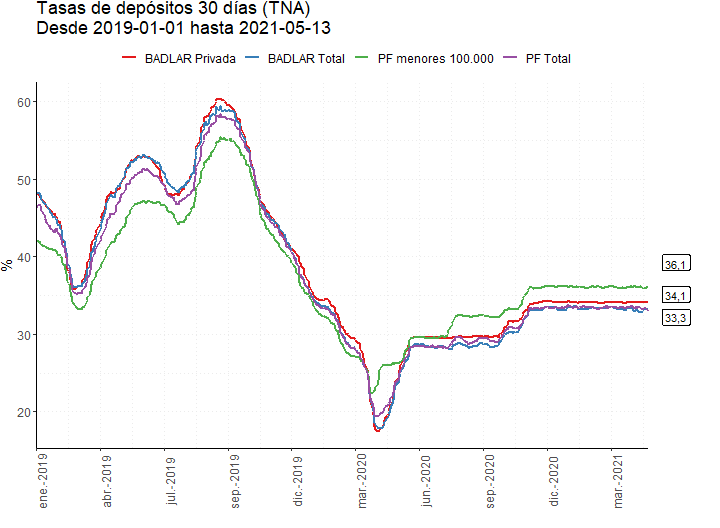 Tasas de depósitos 30 días (TNA)
Desde 2019-01-01 hasta 2021-05-13
BADLAR Privada BADLAR Total PF menores 100.000 PF Total
%
60
50
40
30
20
36,1
34,1
33,3
ene.-2019
abr.-2019
jul.-2019
sep.-2019
dic.-2019
mar.-2020
jun.-2020
sep.-2020
dic.-2020
mar.-2021